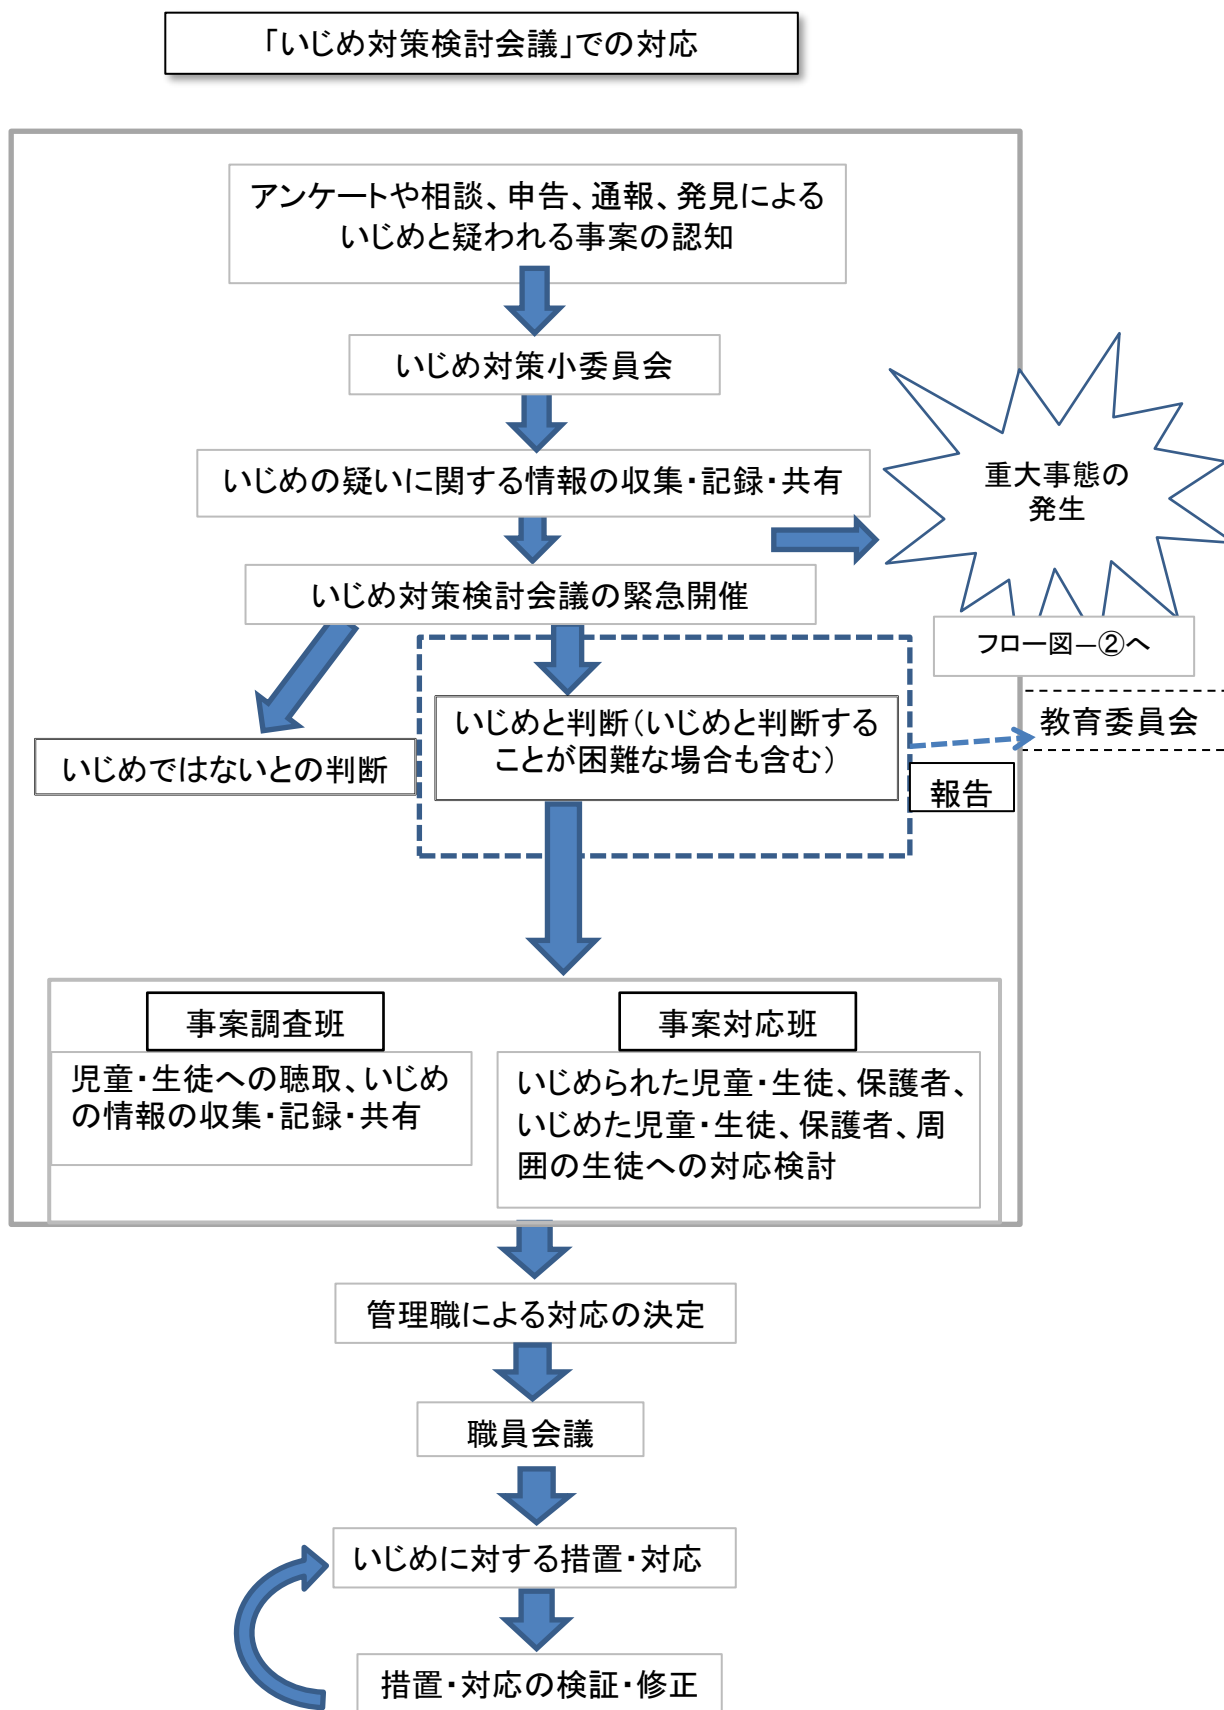 「いじめ対策検討会議」での対応
アンケートや相談、申告、通報、発見による
いじめと疑われる事案の認知
いじめ対策小委員会
いじめの疑いに関する情報の収集・記録・共有
重大事態の
発生
いじめ対策検討会議の緊急開催
フロー図―②へ
いじめではないとの判断
いじめと判断(いじめと判断する
ことが困難な場合も含む)
教育委員会
報告
事案調査班
児童・生徒への聴取、いじめ
の情報の収集・記録・共有
事案対応班
いじめられた児童・生徒、保護者、
いじめた児童・生徒、保護者、周
囲の生徒への対応検討
管理職による対応の決定
職員会議
いじめに対する措置・対応
措置・対応の検証・修正